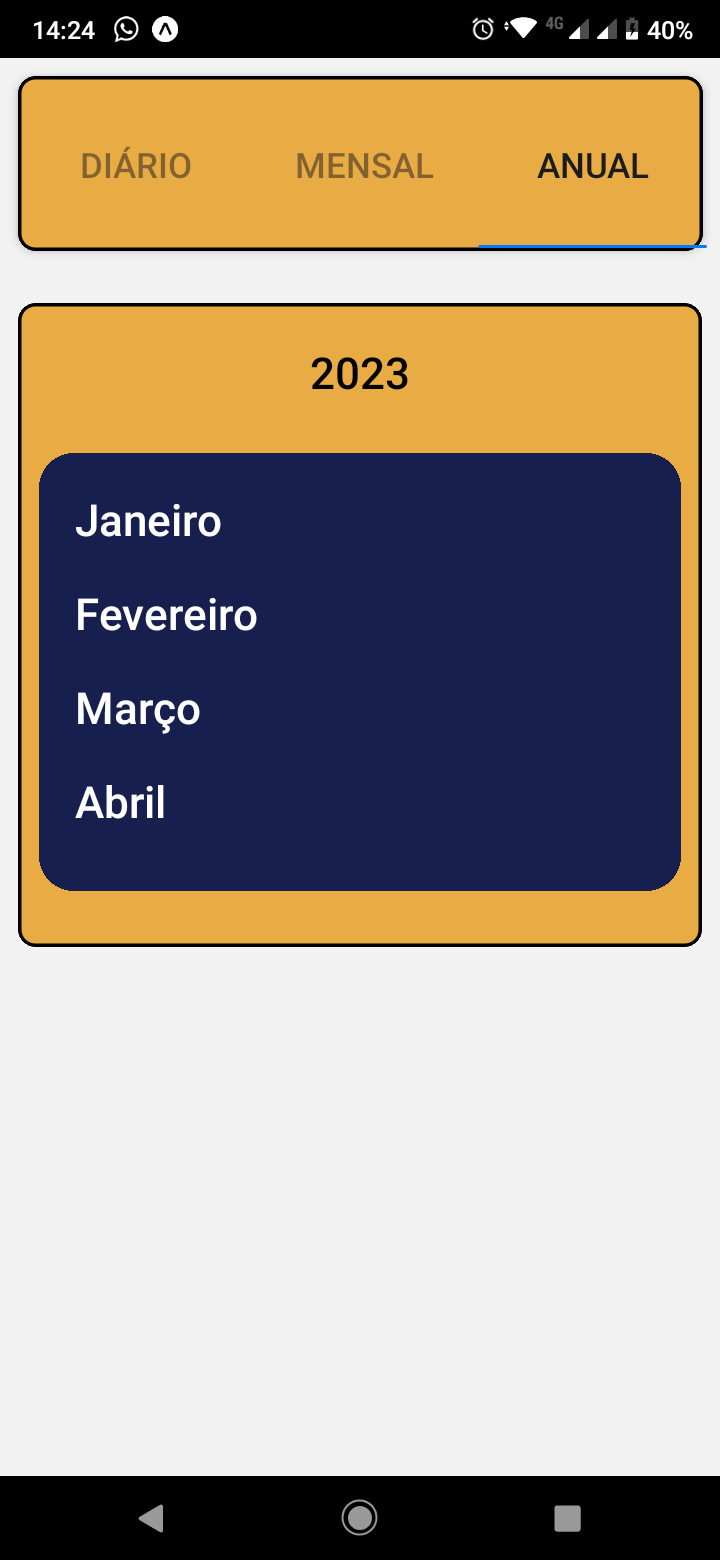 14:24 4G 40%
DIÁRIO MENSAL ANUAL
2023
Janeiro
Fevereiro
Março
Abril